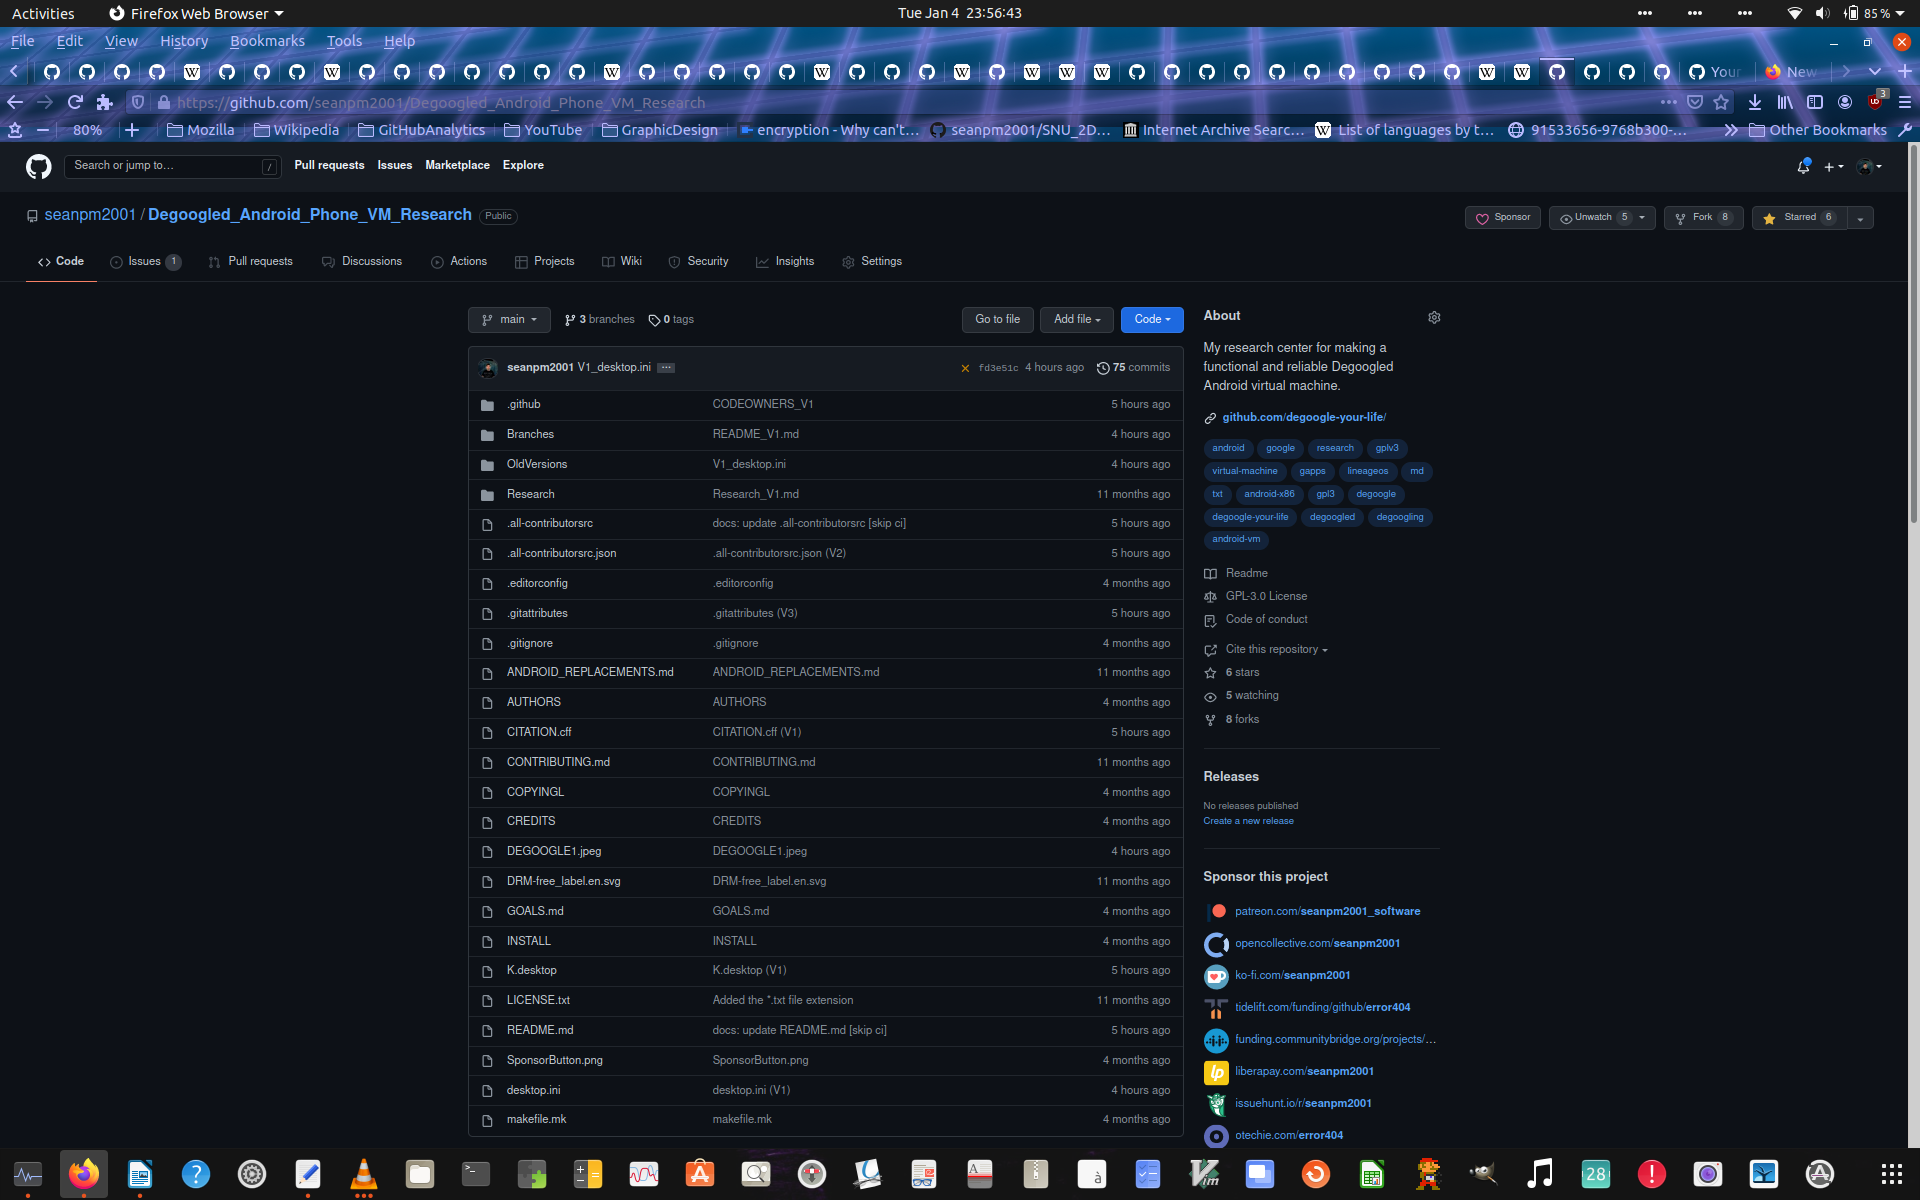 Activities Firefox Web Browser Tue Jan 4 23:56:43 85%
File Edit View History Bookmarks Tools Help
Your New
https://github.com/seanpm2001/Degoogled_Android_Phone_VM_Research 3
80% Mozilla Wikipedia GitHubAnalytics YouTube GraphicDesign encryption - Why can't... seanpm2001/SNU_2D... Internet Archive Searc... List of languages by t... 91533656-9768b300-... Other Bookmarks
Search or jump to... / Pull requests Issues Marketplace Explore
seanpm2001 / Degoogled_Android_Phone_VM_Research Public Sponsor Unwatch 5 Fork 8 Starred 6
Code Issues 1 Pull requests Discussions Actions Projects Wiki Security Insights Settings
main 3 branches 0 tags Go to file Add file Code
seanpm2001 V1_desktop.ini ... fd3e51c 4 hours ago 75 commits
.github CODEOWNERS_V1 5 hours ago
Branches README_V1.md 4 hours ago
OldVersions V1_desktop.ini 4 hours ago
Research Research_V1.md 11 months ago
.all-contributorsrc docs: update .all-contributorsrc [skip ci] 5 hours ago
.all-contributorsrc.json .all-contributorsrc.json (V2) 5 hours ago
.editorconfig .editorconfig 4 months ago
.gitattributes .gitattributes (V3) 5 hours ago
.gitignore .gitignore 4 months ago
ANDROID_REPLACEMENTS.md ANDROID_REPLACEMENTS.md 11 months ago
AUTHORS AUTHORS 4 months ago
CITATION.cff CITATION.cff (V1) 5 hours ago
CONTRIBUTING.md CONTRIBUTING.md 11 months ago
COPYINGL COPYINGL 4 months ago
CREDITS CREDITS 4 months ago
DEGOOGLE1.jpeg DEGOOGLE1.jpeg 4 hours ago
DRM-free_label.en.svg DRM-free_label.en.svg 11 months ago
GOALS.md GOALS.md 4 months ago
INSTALL INSTALL 4 months ago
K.desktop K.desktop (V1) 5 hours ago
LICENSE.txt Added the *.txt file extension 11 months ago
README.md docs: update README.md [skip ci] 5 hours ago
SponsorButton.png SponsorButton.png 4 months ago
desktop.ini desktop.ini (V1) 4 hours ago
makefile.mk makefile.mk 4 months ago
About
My research center for making a
functional and reliable Degoogled
Android virtual machine.
github.com/degoogle-your-life/
android google research gplv3
virtual-machine gapps lineageos md
txt android-x86 gpl3 degoogle
degoogle-your-life degoogled degoogling
android-vm
Readme
GPL-3.0 License
Code of conduct
Cite this repository
6 stars
5 watching
8 forks
Releases
No releases published
Create a new release
Sponsor this project
patreon.com/seanpm2001_software
opencollective.com/seanpm2001
ko-fi.com/seanpm2001
tidelift.com/funding/github/error404
funding.communitybridge.org/projects/...
liberapay.com/seanpm2001
issuehunt.io/r/seanpm2001
otechie.com/error404
28